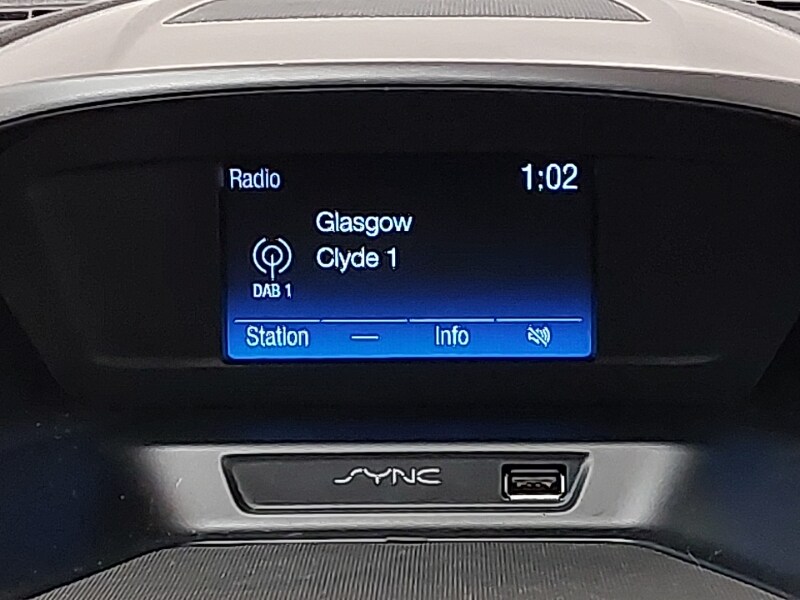 Radio 1:02
Glasgow
Clyde 1
DAB 1
Station — Info
SYNC